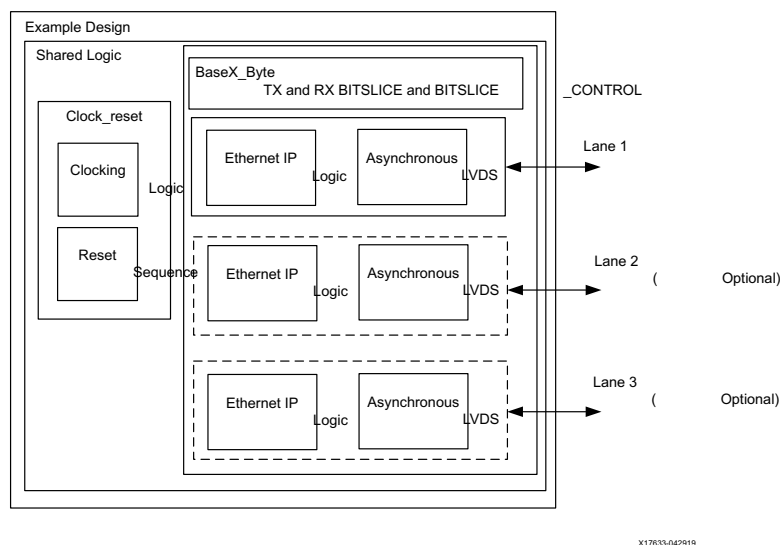 Example Design
Shared Logic
BaseX_Byte
TX and RX BITSLICE and BITSLICE _CONTROL
Clock_reset
Clocking
Logic
Reset
Sequence
Ethernet IP
Logic
Asynchronous
LVDS
Lane 1
Ethernet IP
Logic
Asynchronous
LVDS
Lane 2
( Optional)
Ethernet IP
Logic
Asynchronous
LVDS
Lane 3
( Optional)
X17633-042919